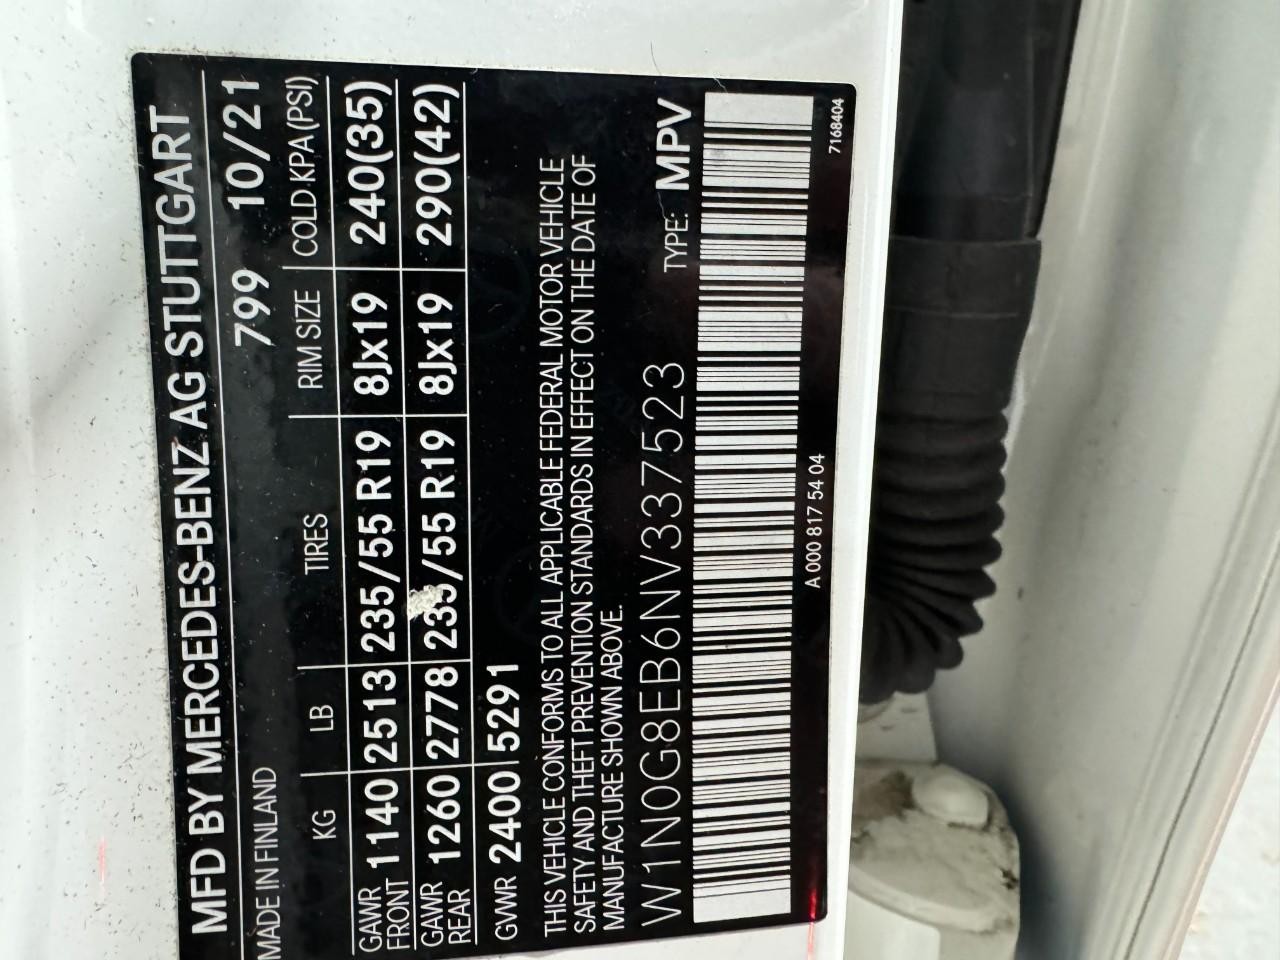 MFD BY MERCEDES-BENZ AG STUTTGART
MADE IN FINLAND 799 10/21
KG LB TIRES RIM SIZE COLD KPA (PSI)
GAWR FRONT 1140 2513 235/55 R19 8Jx19 240(35)
GAWR REAR 1260 2778 235/55 R19 8Jx19 290(42)
GVWR 2400 5291
THIS VEHICLE CONFORMS TO ALL APPLICABLE FEDERAL MOTOR VEHICLE
SAFETY AND THEFT PREVENTION STANDARDS IN EFFECT ON THE DATE OF
MANUFACTURE SHOWN ABOVE.
W1N0G8EB6NV337523 TYPE: MPV
A 000 817 54 04
7168404